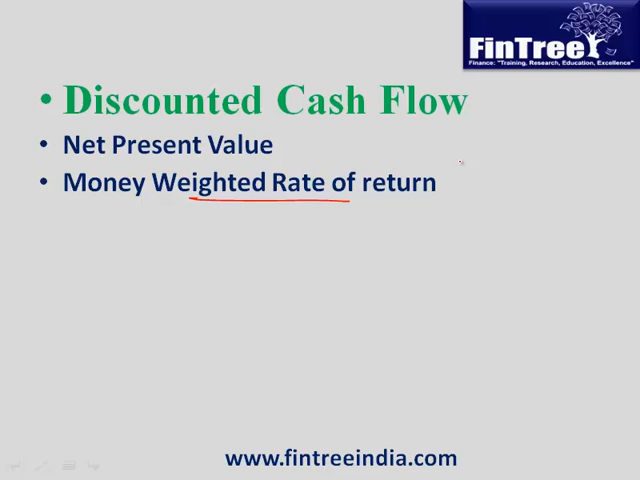 FinTree
Finance: "Training, Research, Education, Excellence"
• Discounted Cash Flow
• Net Present Value
• Money Weighted Rate of return
www.fintreeindia.com